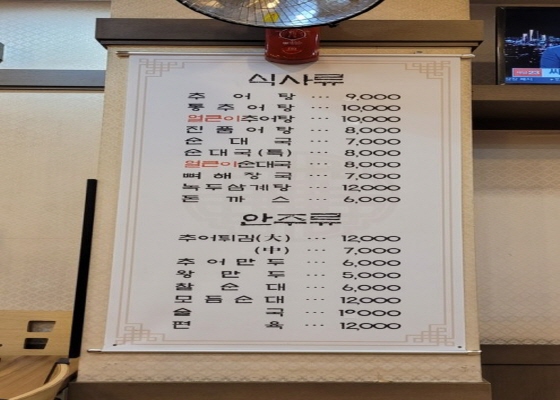 식사류
추어탕 ... 9,000
통추어탕 ... 10,000
얼큰이추어탕 ... 10,000
진품어탕 ... 8,000
순대국 ... 7,000
순대국(특) ... 8,000
얼큰이순대국 ... 8,000
뼈해장국 ... 7,000
녹두삼계탕 ... 12,000
돈까스 ... 6,000
안주류
추어튀김(大) ... 12,000
(中) ... 7,000
추어만두 ... 6,000
왕만두 ... 5,000
찰순대 ... 6,000
모듬순대 ... 12,000
술국 ... 10,000
편육 ... 12,000